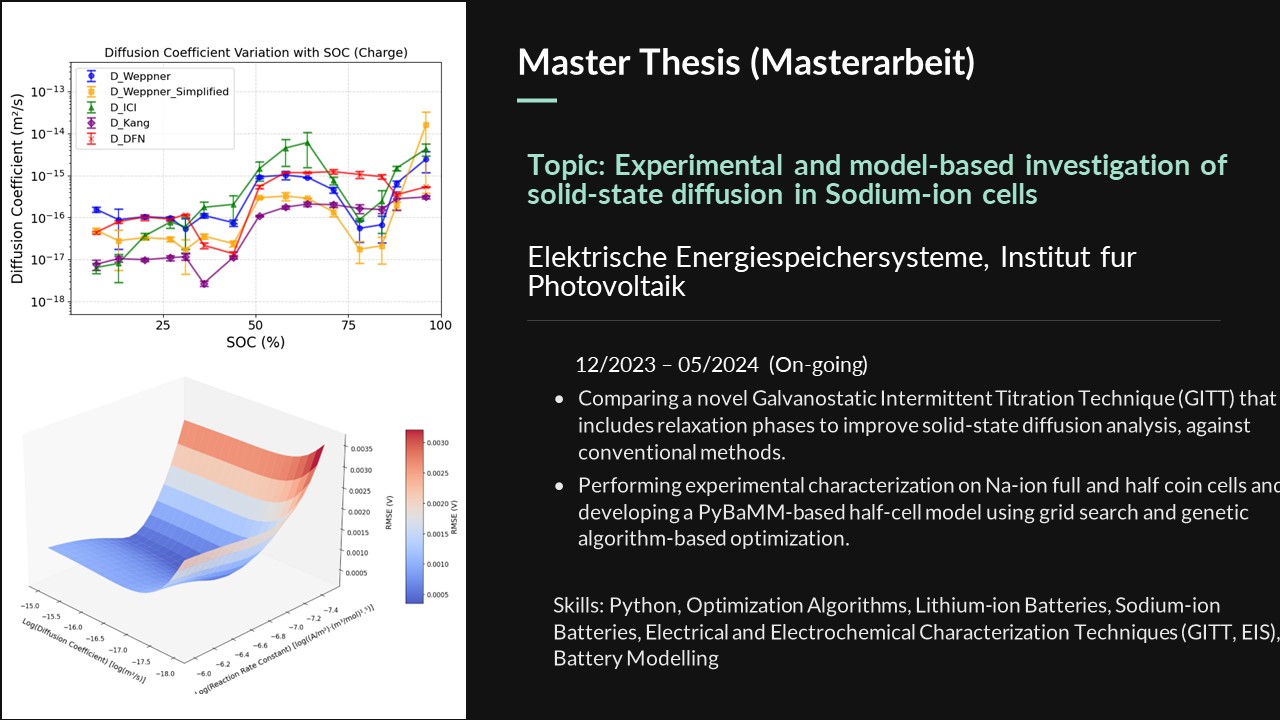 Diffusion Coefficient Variation with SOC (Charge)
D_Weppner
D_Weppner_Simplified
D_ICI
D_Kang
D_DFN
Diffusion Coefficient (m²/s)
10⁻¹³
10⁻¹⁴
10⁻¹⁵
10⁻¹⁶
10⁻¹⁷
10⁻¹⁸
25 50 75 100
SOC (%)
0.0035
0.0030
0.0025
0.0020
0.0015
0.0010
0.0005
RMSE (V)
0.0030
0.0025
0.0020
0.0015
0.0010
0.0005
RMSE (V)
−15.0
−15.5
−16.0
−16.5
−17.0
−17.5
−18.0
Log(Diffusion Coefficient) [log(m²/s)]
−7.4
−7.2
−7.0
−6.8
−6.6
−6.4
−6.2
−6.0
Log(Reaction Rate Constant)
Master Thesis (Masterarbeit)
Topic: Experimental and model-based investigation of
solid-state diffusion in Sodium-ion cells
Elektrische Energiespeichersysteme, Institut fur
Photovoltaik
12/2023 – 05/2024 (On-going)
• Comparing a novel Galvanostatic Intermittent Titration Technique (GITT) that
includes relaxation phases to improve solid-state diffusion analysis, against
conventional methods.
• Performing experimental characterization on Na-ion full and half coin cells and
developing a PyBaMM-based half-cell model using grid search and genetic
algorithm-based optimization.
Skills: Python, Optimization Algorithms, Lithium-ion Batteries, Sodium-ion
Batteries, Electrical and Electrochemical Characterization Techniques (GITT, EIS),
Battery Modelling